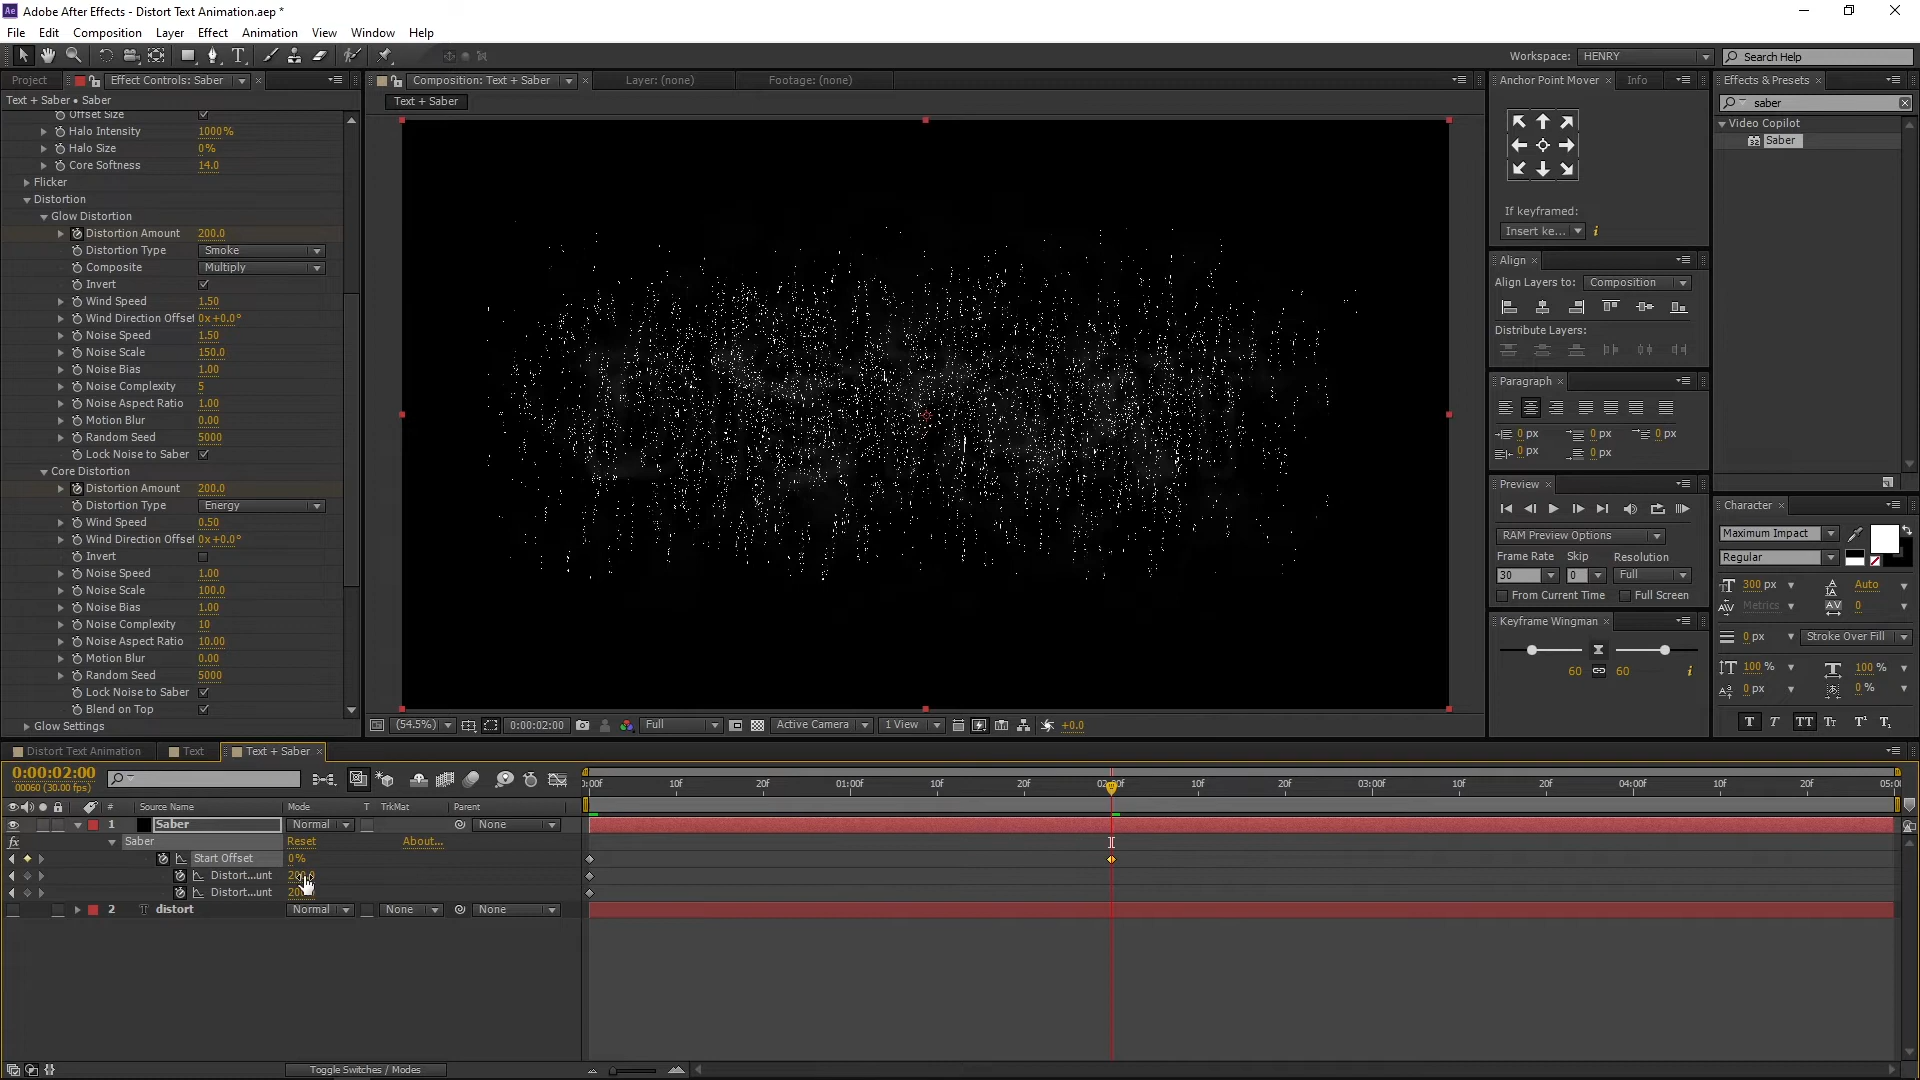 Adobe After Effects - Distort Text Animation.aep *
File Edit Composition Layer Effect Animation View Window Help
Workspace: HENRY Search Help
Project Effect Controls: Saber Composition: Text + Saber Layer: (none) Footage: (none) Anchor Point Mover Info Effects & Presets
Text + Saber • Saber
Text + Saber
saber
Video Copilot
Saber
Offset Size
Halo Intensity 1000%
Halo Size 0%
Core Softness 14.0
Flicker
Distortion
Glow Distortion
Distortion Amount 200.0
Distortion Type Smoke
Composite Multiply
Invert
Wind Speed 1.50
Wind Direction Offset 0x+0.0°
Noise Speed 1.50
Noise Scale 150.0
Noise Bias 1.00
Noise Complexity 5
Noise Aspect Ratio 1.00
Motion Blur 0.00
Random Seed 5000
Lock Noise to Saber
Core Distortion
Distortion Amount 200.0
Distortion Type Energy
Wind Speed 0.50
Wind Direction Offset 0x+0.0°
Invert
Noise Speed 1.00
Noise Scale 100.0
Noise Bias 1.00
Noise Complexity 10
Noise Aspect Ratio 10.00
Motion Blur 0.00
Random Seed 5000
Lock Noise to Saber
Blend on Top
Glow Settings
If keyframed:
Insert ke...
Align
Align Layers to: Composition
Distribute Layers:
Paragraph
0 px 0 px 0 px
0 px 0 px
Preview
RAM Preview Options
Frame Rate Skip Resolution
30 0 Full
From Current Time Full Screen
Keyframe Wingman
60 60
Character
Maximum Impact
Regular
300 px Auto
Metrics 0
0 px Stroke Over Fill
100 % 100 %
0 px 0 %
T T TT Tt T¹ T₁
(54.5%) 0:00:02:00 Full Active Camera 1 View +0.0
Distort Text Animation Text Text + Saber
0:00:02:00
00060 (30.00 fps)
10f 20f 01:00f 10f 20f 10f 20f 03:00f 10f 20f 04:00f 10f 20f
# Source Name Mode T TrkMat Parent
1 Saber Normal None
fx Saber Reset About...
Start Offset 0%
Distort...unt
Distort...unt
2 T distort Normal None None
Toggle Switches / Modes